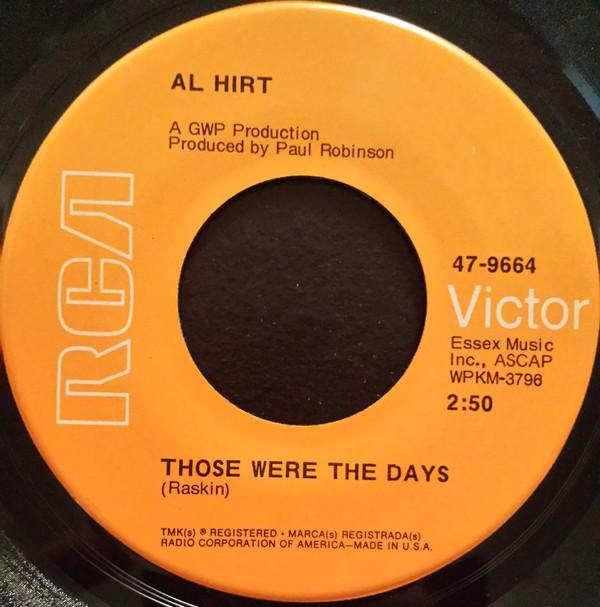 AL HIRT
A GWP Production
Produced by Paul Robinson
RCA
47-9664
Victor
Essex Music
Inc., ASCAP
WPKM-3796
2:50
THOSE WERE THE DAYS
(Raskin)
TMK(s) ® REGISTERED • MARCA(s) REGISTRADA(s)
RADIO CORPORATION OF AMERICA—MADE IN U.S.A.